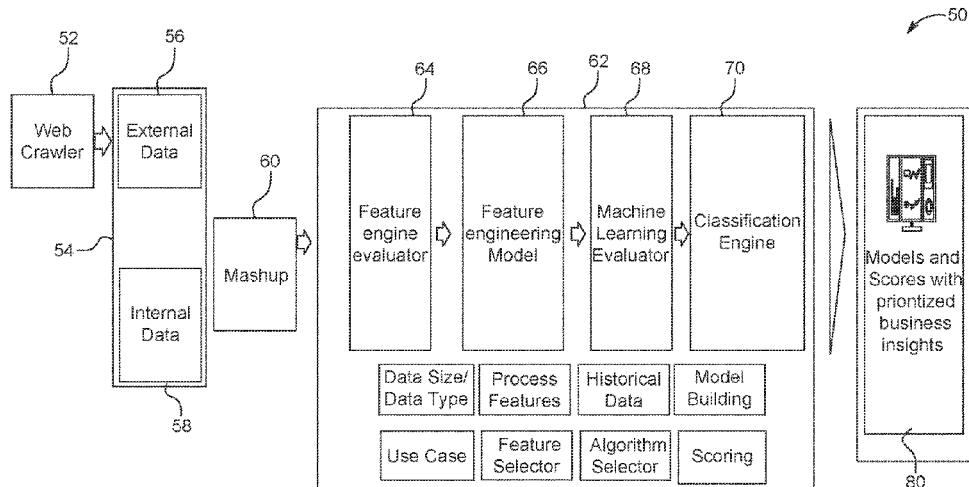 50
52
56
64
66
62
68
70
Web
Crawler
External
Data
60
54
Mashup
Internal
Data
58
Feature
engine
evaluator
Feature
engineering
Model
Machine
Learning
Evaluator
Classification
Engine
Models and
Scores with
priontized
business
insights
Data Size/
Data Type
Process
Features
Historical
Data
Model
Building
Use Case
Feature
Selector
Algorithm
Selector
Scoring
80